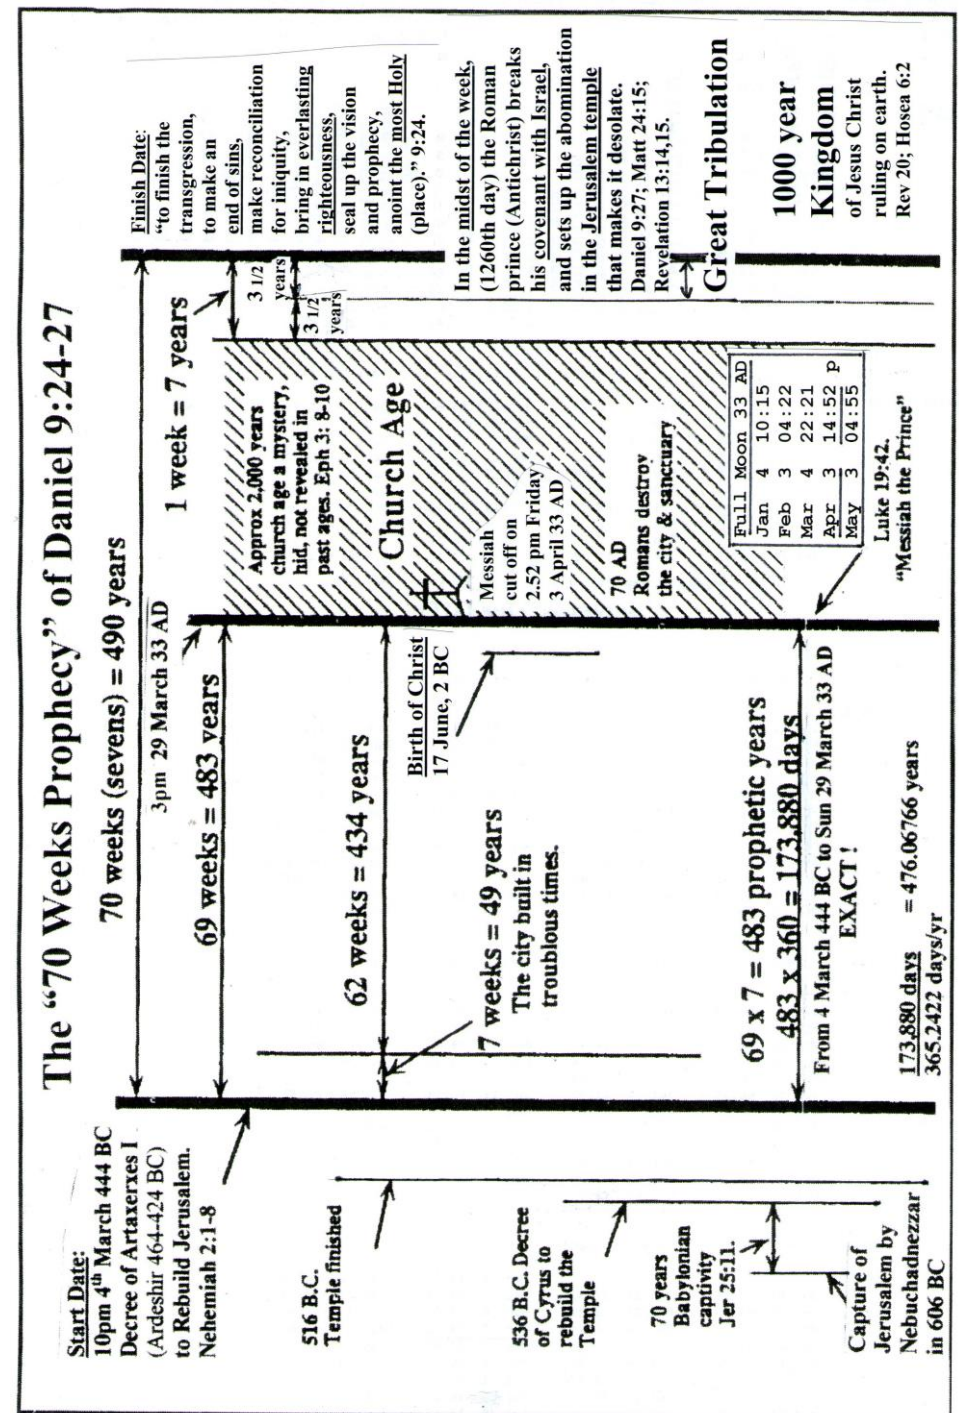 The “70 Weeks Prophecy” of Daniel 9:24-27
Start Date:
10pm 4th March 444 BC
Decree of Artaxerxes I
(Ardeshir 464-424 BC)
to Rebuild Jerusalem.
Nehemiah 2:1-8
516 B.C.
Temple finished
536 B.C. Decree
of Cyrus to
rebuild the
Temple
70 years
Babylonian
captivity
Jer 25:11.
Capture of
Jerusalem by
Nebuchadnezzar
in 606 BC
70 weeks (sevens) = 490 years
3pm 29 March 33 AD
69 weeks = 483 years
62 weeks = 434 years
7 weeks = 49 years
The city built in
troublous times.
Birth of Christ
17 June, 2 BC
69 x 7 = 483 prophetic years
483 x 360 = 173,880 days
From 4 March 444 BC to Sun 29 March 33 AD
EXACT !
173,880 days = 476.06766 years
365.2422 days/yr
1 week = 7 years
Approx 2,000 years
church age a mystery,
hid, not revealed in
past ages. Eph 3: 8-10
Church Age
Messiah
cut off on
2.52 pm Friday
3 April 33 AD
70 AD
Romans destroy
the city & sanctuary
Full Moon 33 AD
Jan 4 10:15
Feb 3 04:22
Mar 4 22:21
Apr 3 14:52 p
May 3 04:55
Luke 19:42.
“Messiah the Prince”
3 1/2
years
3 1/2
years
Finish Date:
“to finish the
transgression,
to make an
end of sins,
make reconciliation
for iniquity,
bring in everlasting
righteousness,
seal up the vision
and prophecy,
anoint the most Holy
(place).” 9:24.
In the midst of the week,
(1260th day) the Roman
prince (Antichrist) breaks
his covenant with Israel,
and sets up the abomination
in the Jerusalem temple
that makes it desolate.
Daniel 9:27; Matt 24:15;
Revelation 13:14,15.
Great Tribulation
1000 year
Kingdom
of Jesus Christ
ruling on earth.
Rev 20; Hosea 6:2